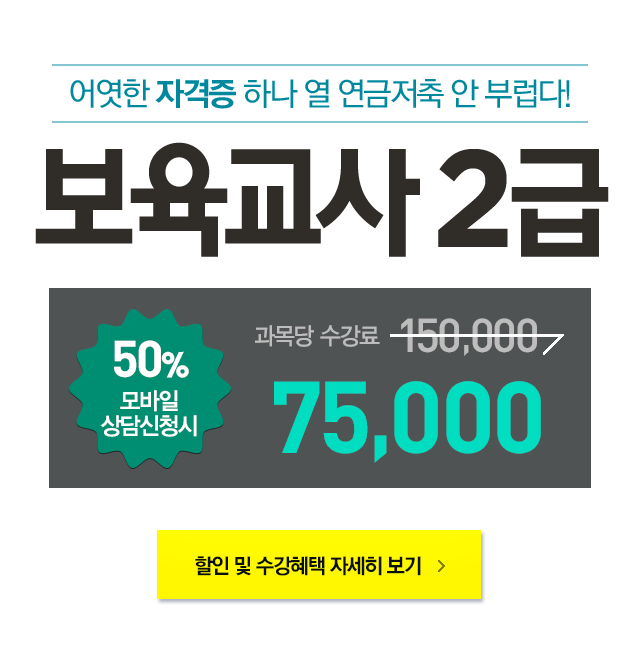 어엿한 자격증 하나 열 연금저축 안 부럽다!
보육교사 2급
50%
모바일
상담신청시
과목당 수강료 150,000
75,000
할인 및 수강혜택 자세히 보기 >